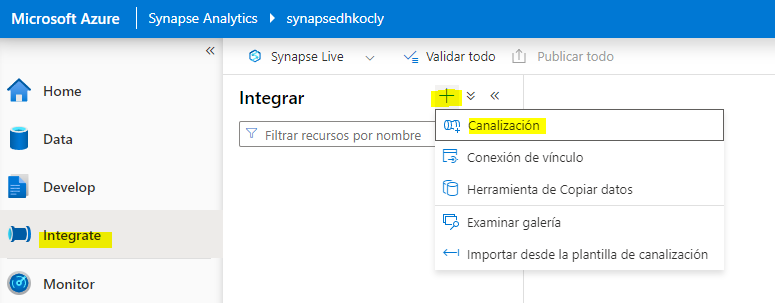 Microsoft Azure Synapse Analytics synapsedhkocly
Synapse Live Validar todo Publicar todo
Home
Data
Develop
Integrate
Monitor
Integrar
Filtrar recursos por nombre
Canalización
Conexión de vínculo
Herramienta de Copiar datos
Examinar galería
Importar desde la plantilla de canalización